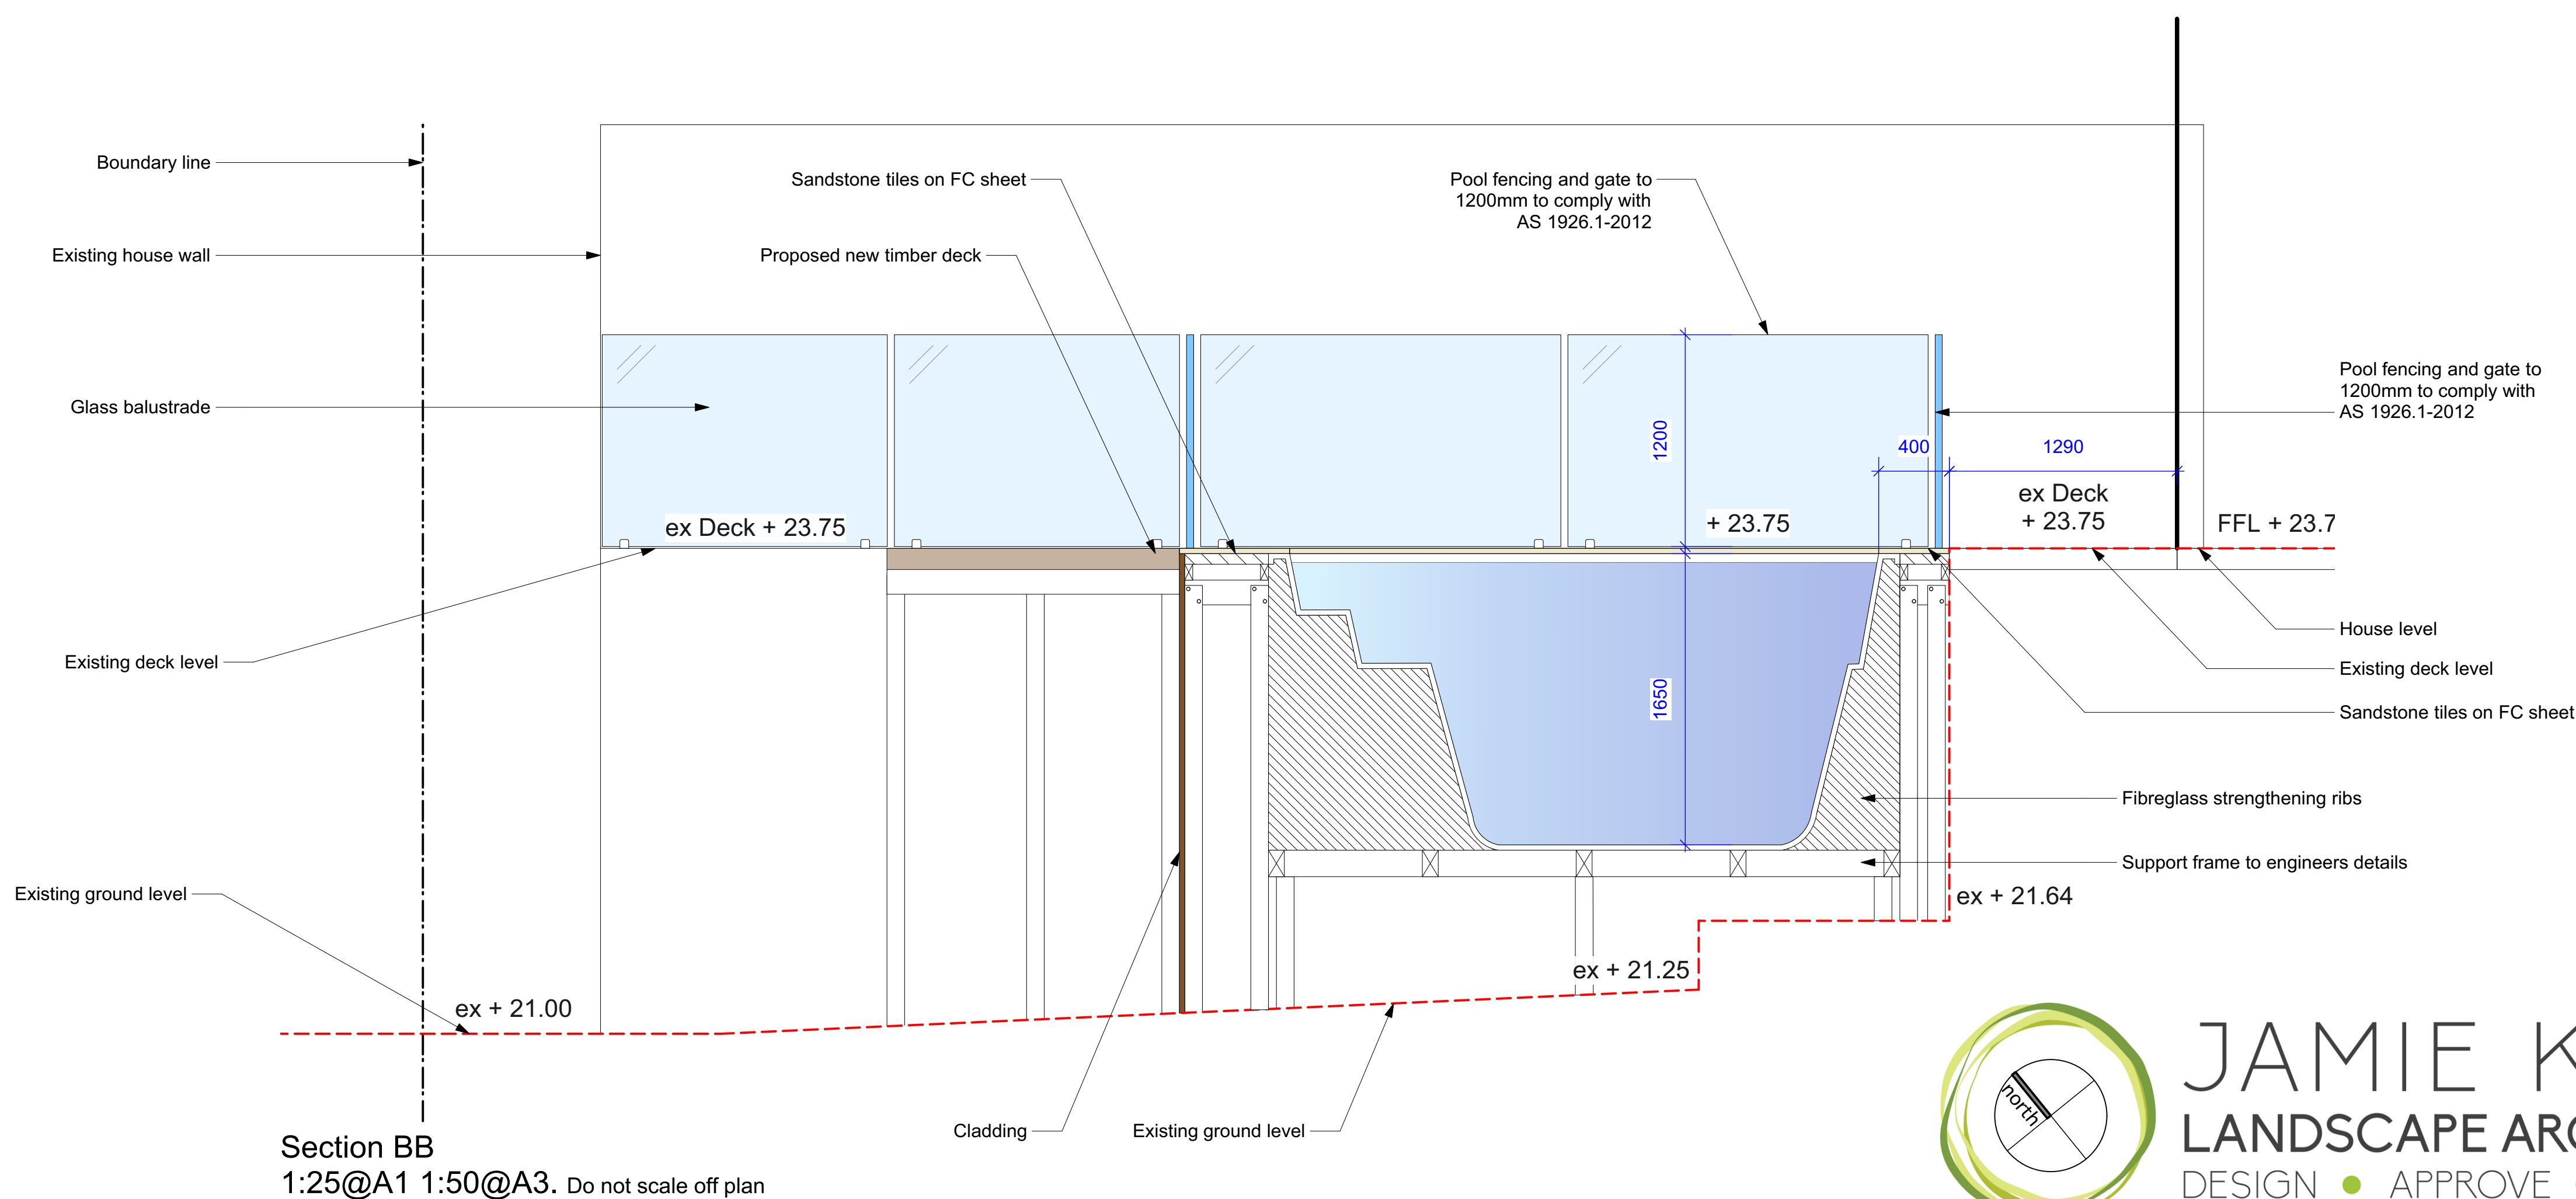 Boundary line
Existing house wall
Glass balustrade
Existing deck level
Existing ground level
Sandstone tiles on FC sheet
Proposed new timber deck
Pool fencing and gate to
1200mm to comply with
AS 1926.1-2012
Pool fencing and gate to
1200mm to comply with
AS 1926.1-2012
1200
400
1290
ex Deck + 23.75
+ 23.75
ex Deck
+ 23.75
FFL + 23.7
1650
House level
Existing deck level
Sandstone tiles on FC sheet
Fibreglass strengthening ribs
Support frame to engineers details
ex + 21.64
ex + 21.25
ex + 21.00
Cladding
Existing ground level
Section BB
1:25@A1 1:50@A3. Do not scale off plan
north
JAMIE K
LANDSCAPE ARC
DESIGN • APPROVE